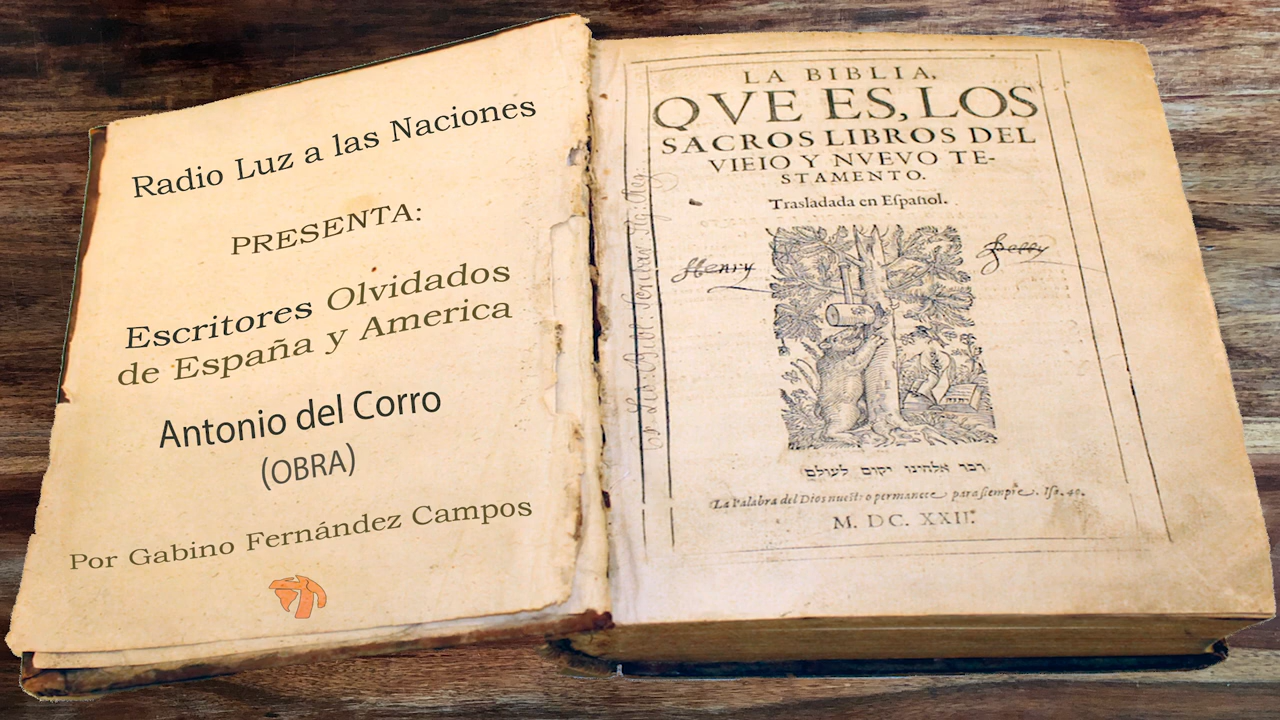 Radio Luz a las Naciones
PRESENTA:
Escritores Olvidados
de España y America
Antonio del Corro
(OBRA)
Por Gabino Fernández Campos
LA BIBLIA,
QVE ES, LOS
SACROS LIBROS DEL
VIEIO Y NVEVO TE-
STAMENTO.
Trasladada en Español.
Henry
דבר אלהינו יקום לעולם
La Palabra del Dios nuestro permanece para siempre. Isa. 40.
M. DC. XXII.